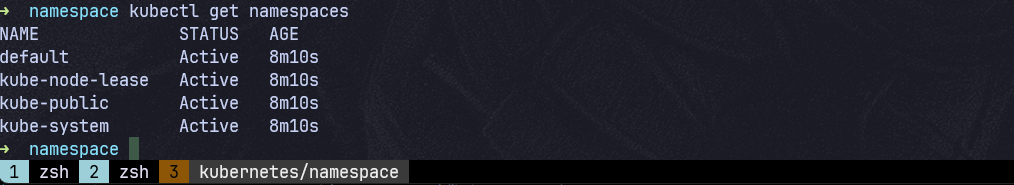 ➜  namespace kubectl get namespaces
NAME              STATUS   AGE
default           Active   8m10s
kube-node-lease   Active   8m10s
kube-public       Active   8m10s
kube-system       Active   8m10s
➜  namespace
1 zsh 2 zsh 3 kubernetes/namespace